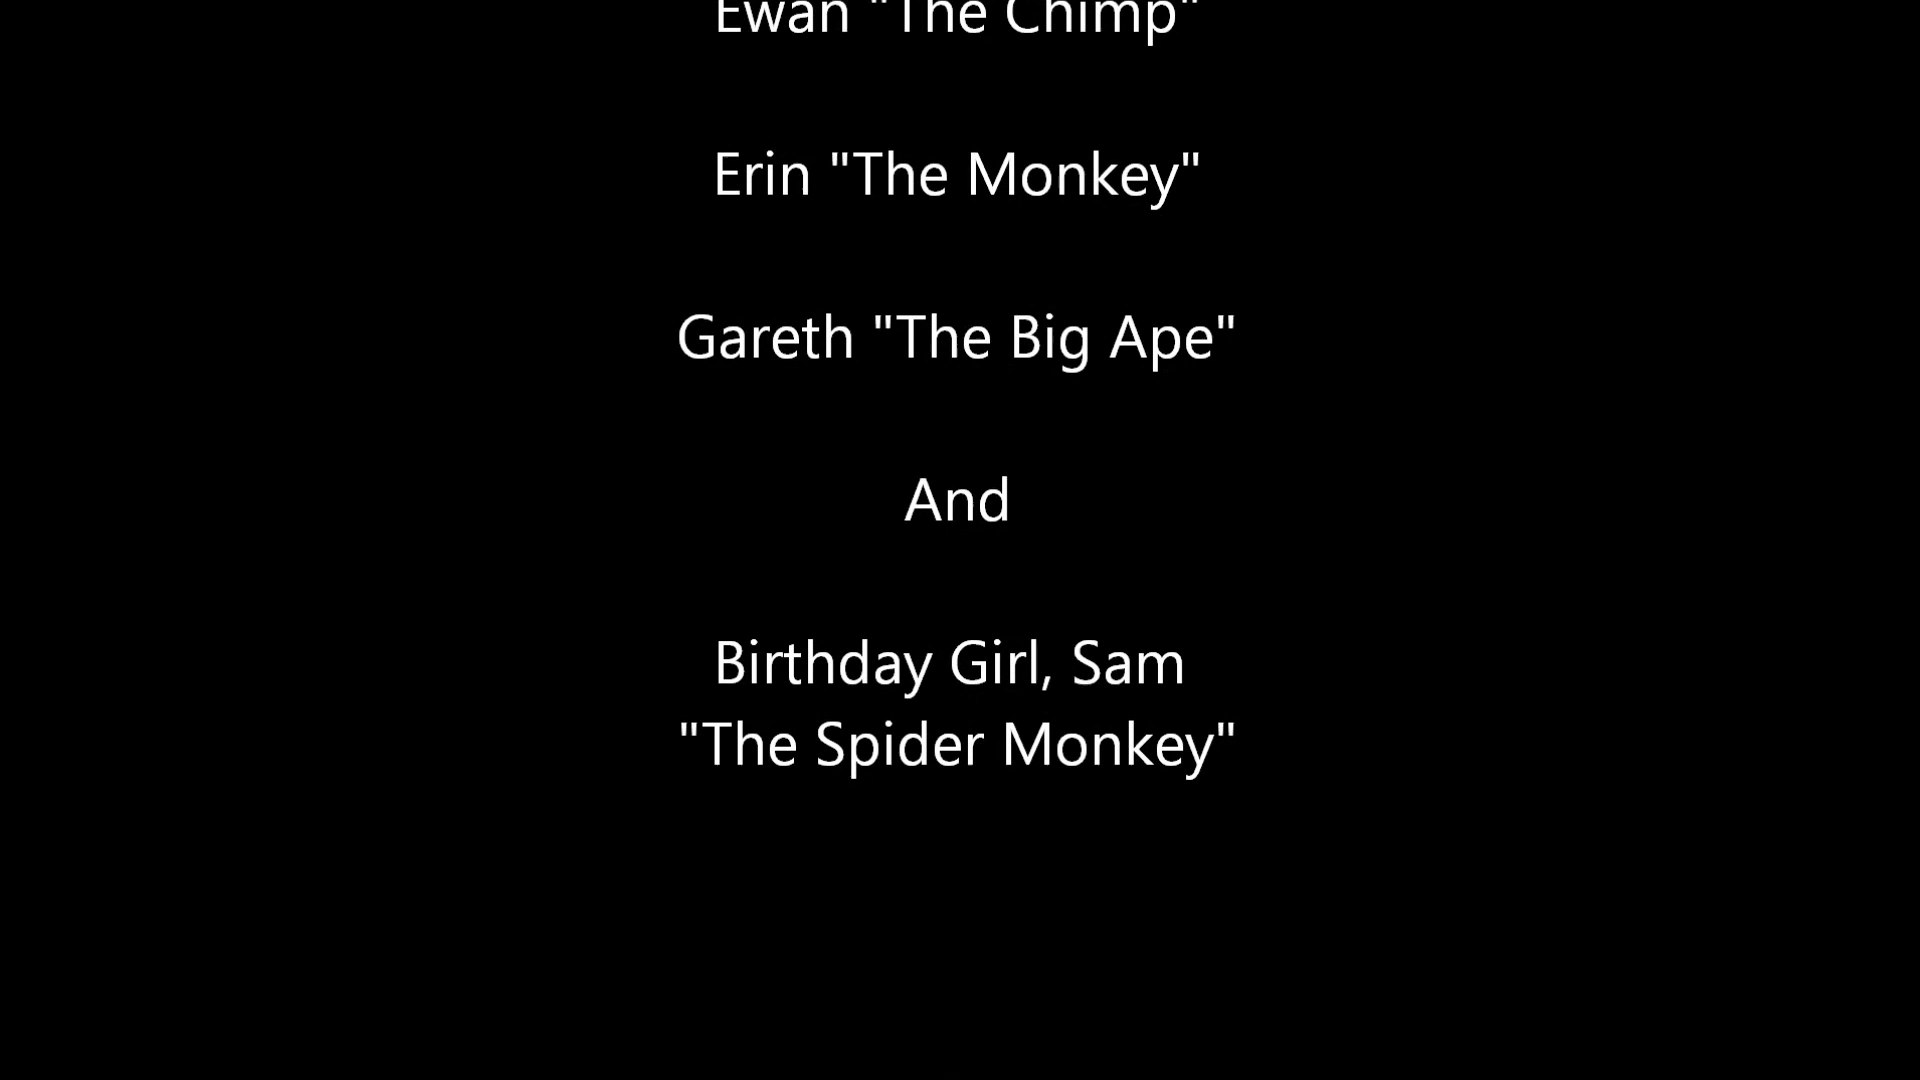 Ewan "The Chimp"
Erin "The Monkey"
Gareth "The Big Ape"
And
Birthday Girl, Sam
"The Spider Monkey"